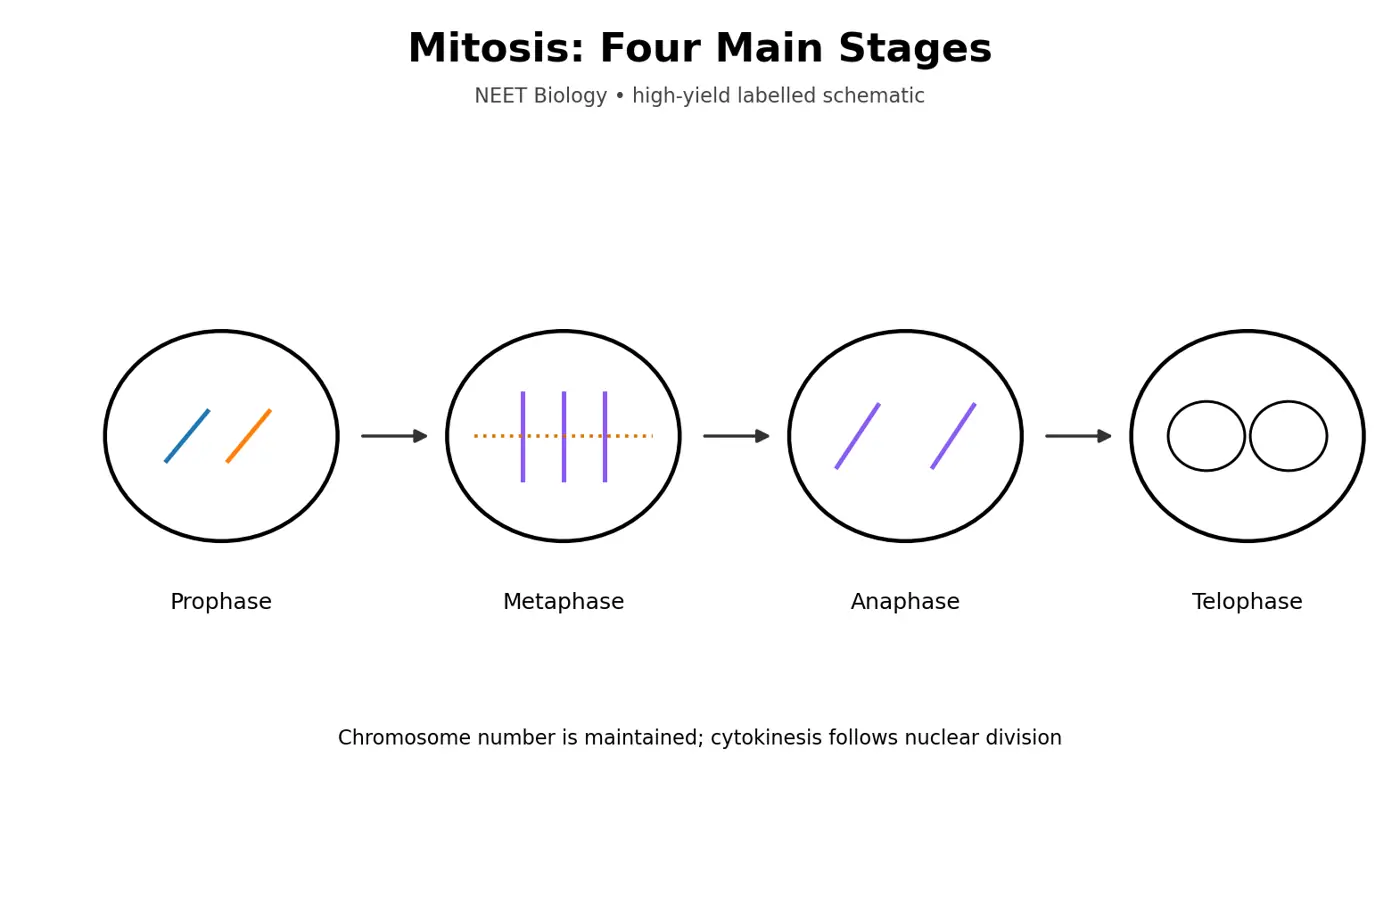 Mitosis: Four Main Stages
NEET Biology • high-yield labelled schematic
Prophase
Metaphase
Anaphase
Telophase
Chromosome number is maintained; cytokinesis follows nuclear division